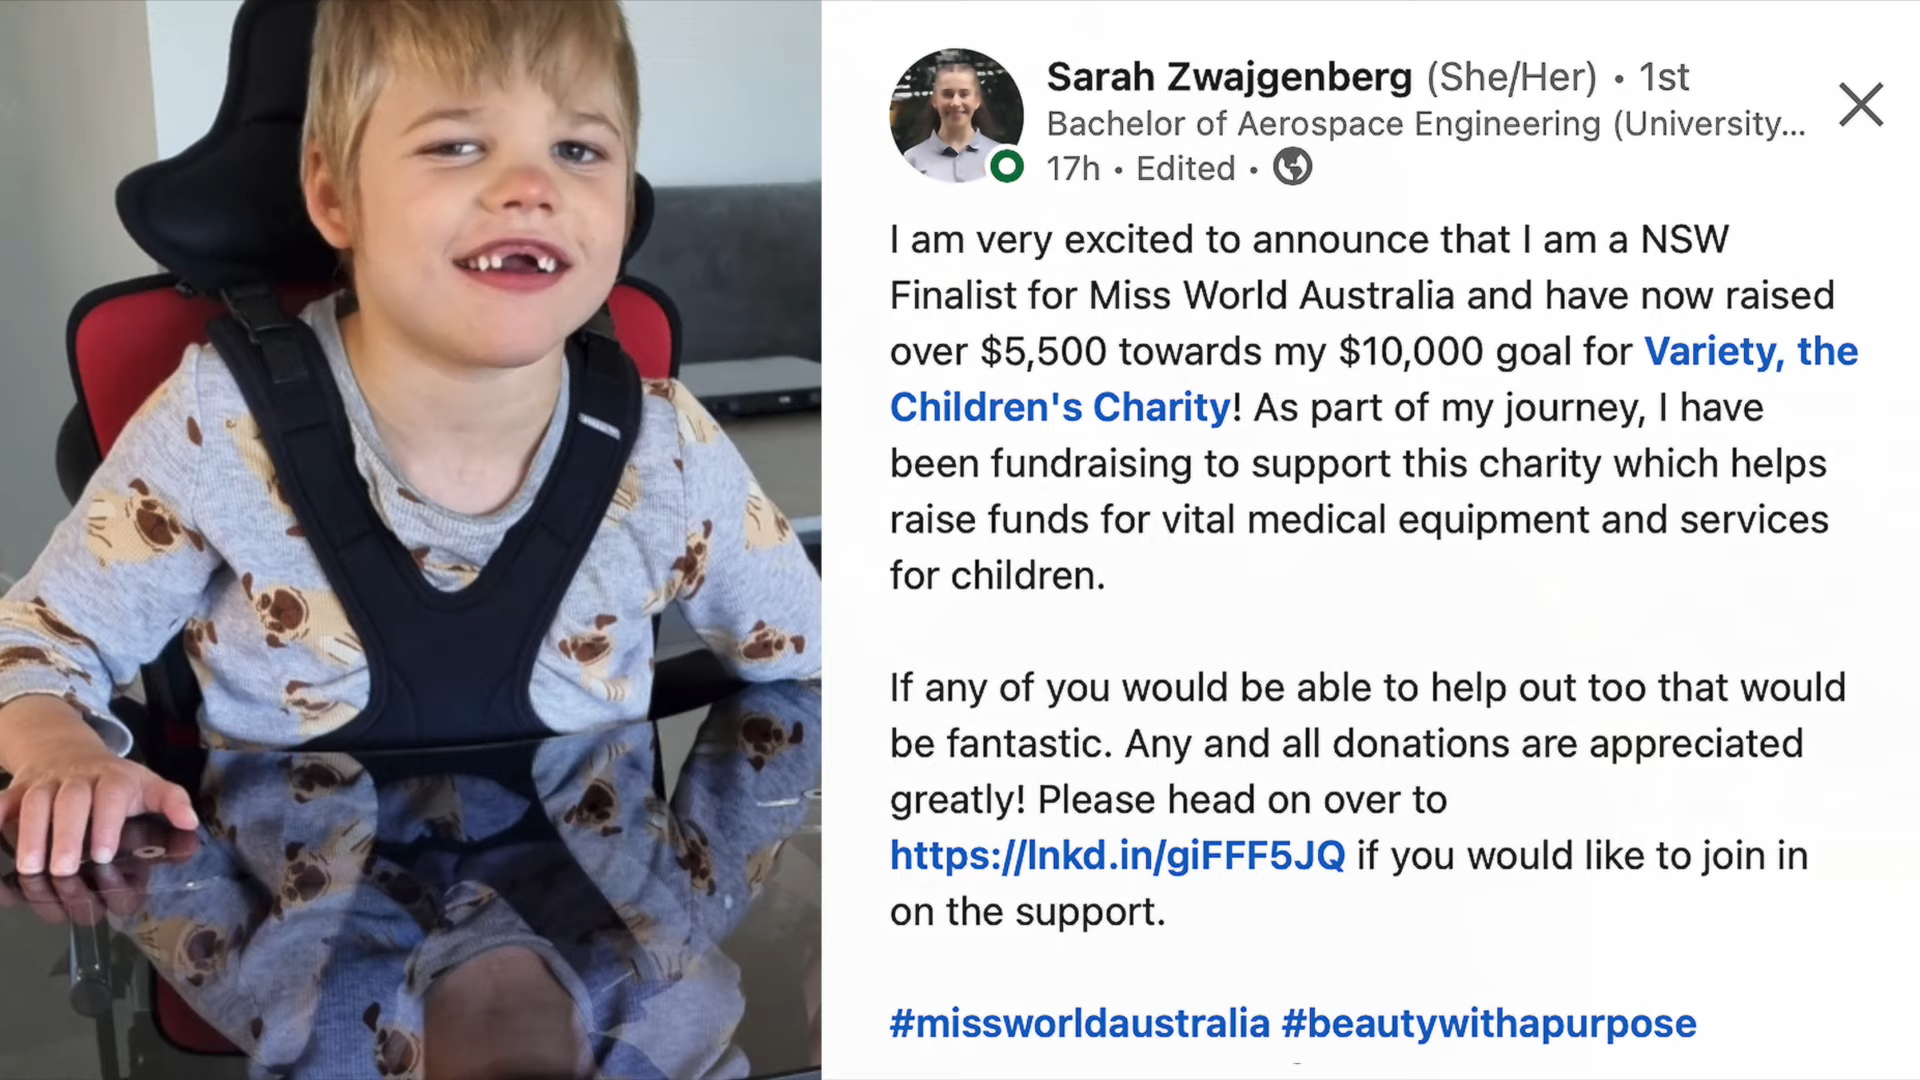 Sarah Zwajgenberg (She/Her) • 1st
Bachelor of Aerospace Engineering (University...
17h • Edited •
I am very excited to announce that I am a NSW
Finalist for Miss World Australia and have now raised
over $5,500 towards my $10,000 goal for Variety, the
Children's Charity! As part of my journey, I have
been fundraising to support this charity which helps
raise funds for vital medical equipment and services
for children.
If any of you would be able to help out too that would
be fantastic. Any and all donations are appreciated
greatly! Please head on over to
https://lnkd.in/giFFF5JQ if you would like to join in
on the support.
#missworldaustralia #beautywithapurpose